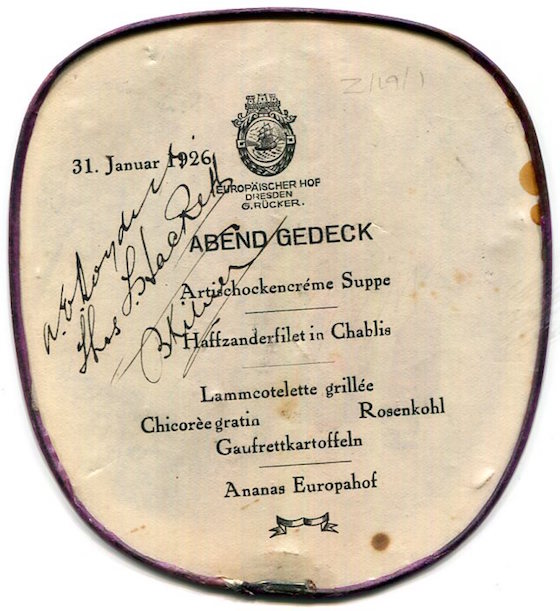 Z/19/1
31. Januar 1926
EUROPÄISCHER HOF
DRESDEN
G. RÜCKER.
ABEND GEDECK
Artischockencréme Suppe
Haffzanderfilet in Chablis
Lammcotelette grillée
Chicorèe gratin Rosenkohl
Gaufrettkartoffeln
Ananas Europahof